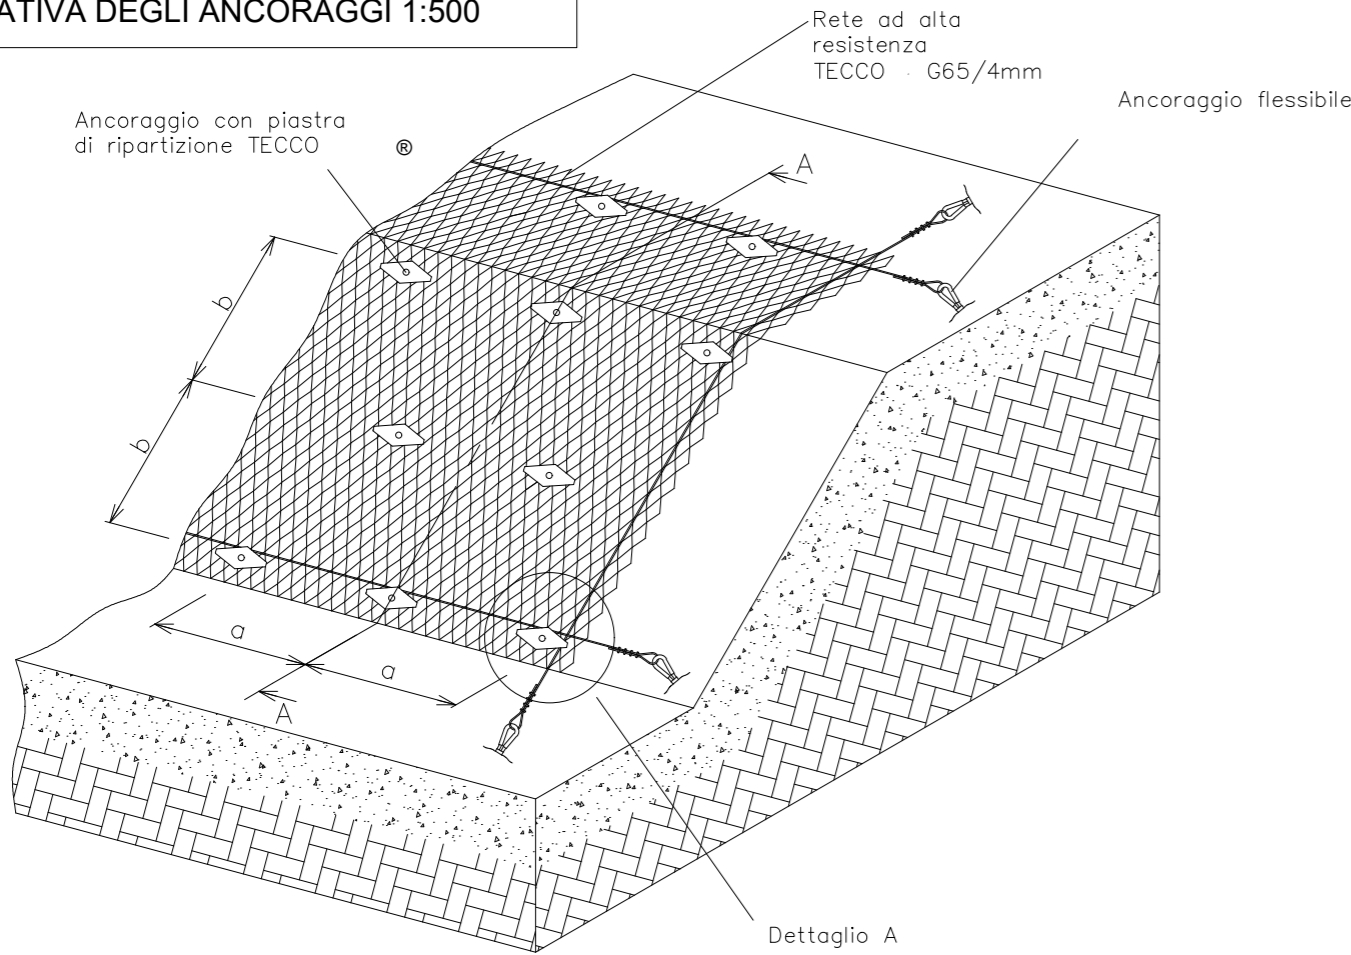 ATIVA DEGLI ANCORAGGI 1:500
Rete ad alta
resistenza
TECCO G65/4mm
Ancoraggio flessibile
Ancoraggio con piastra
di ripartizione TECCO ®
A
b
b
a
a
A
Dettaglio A